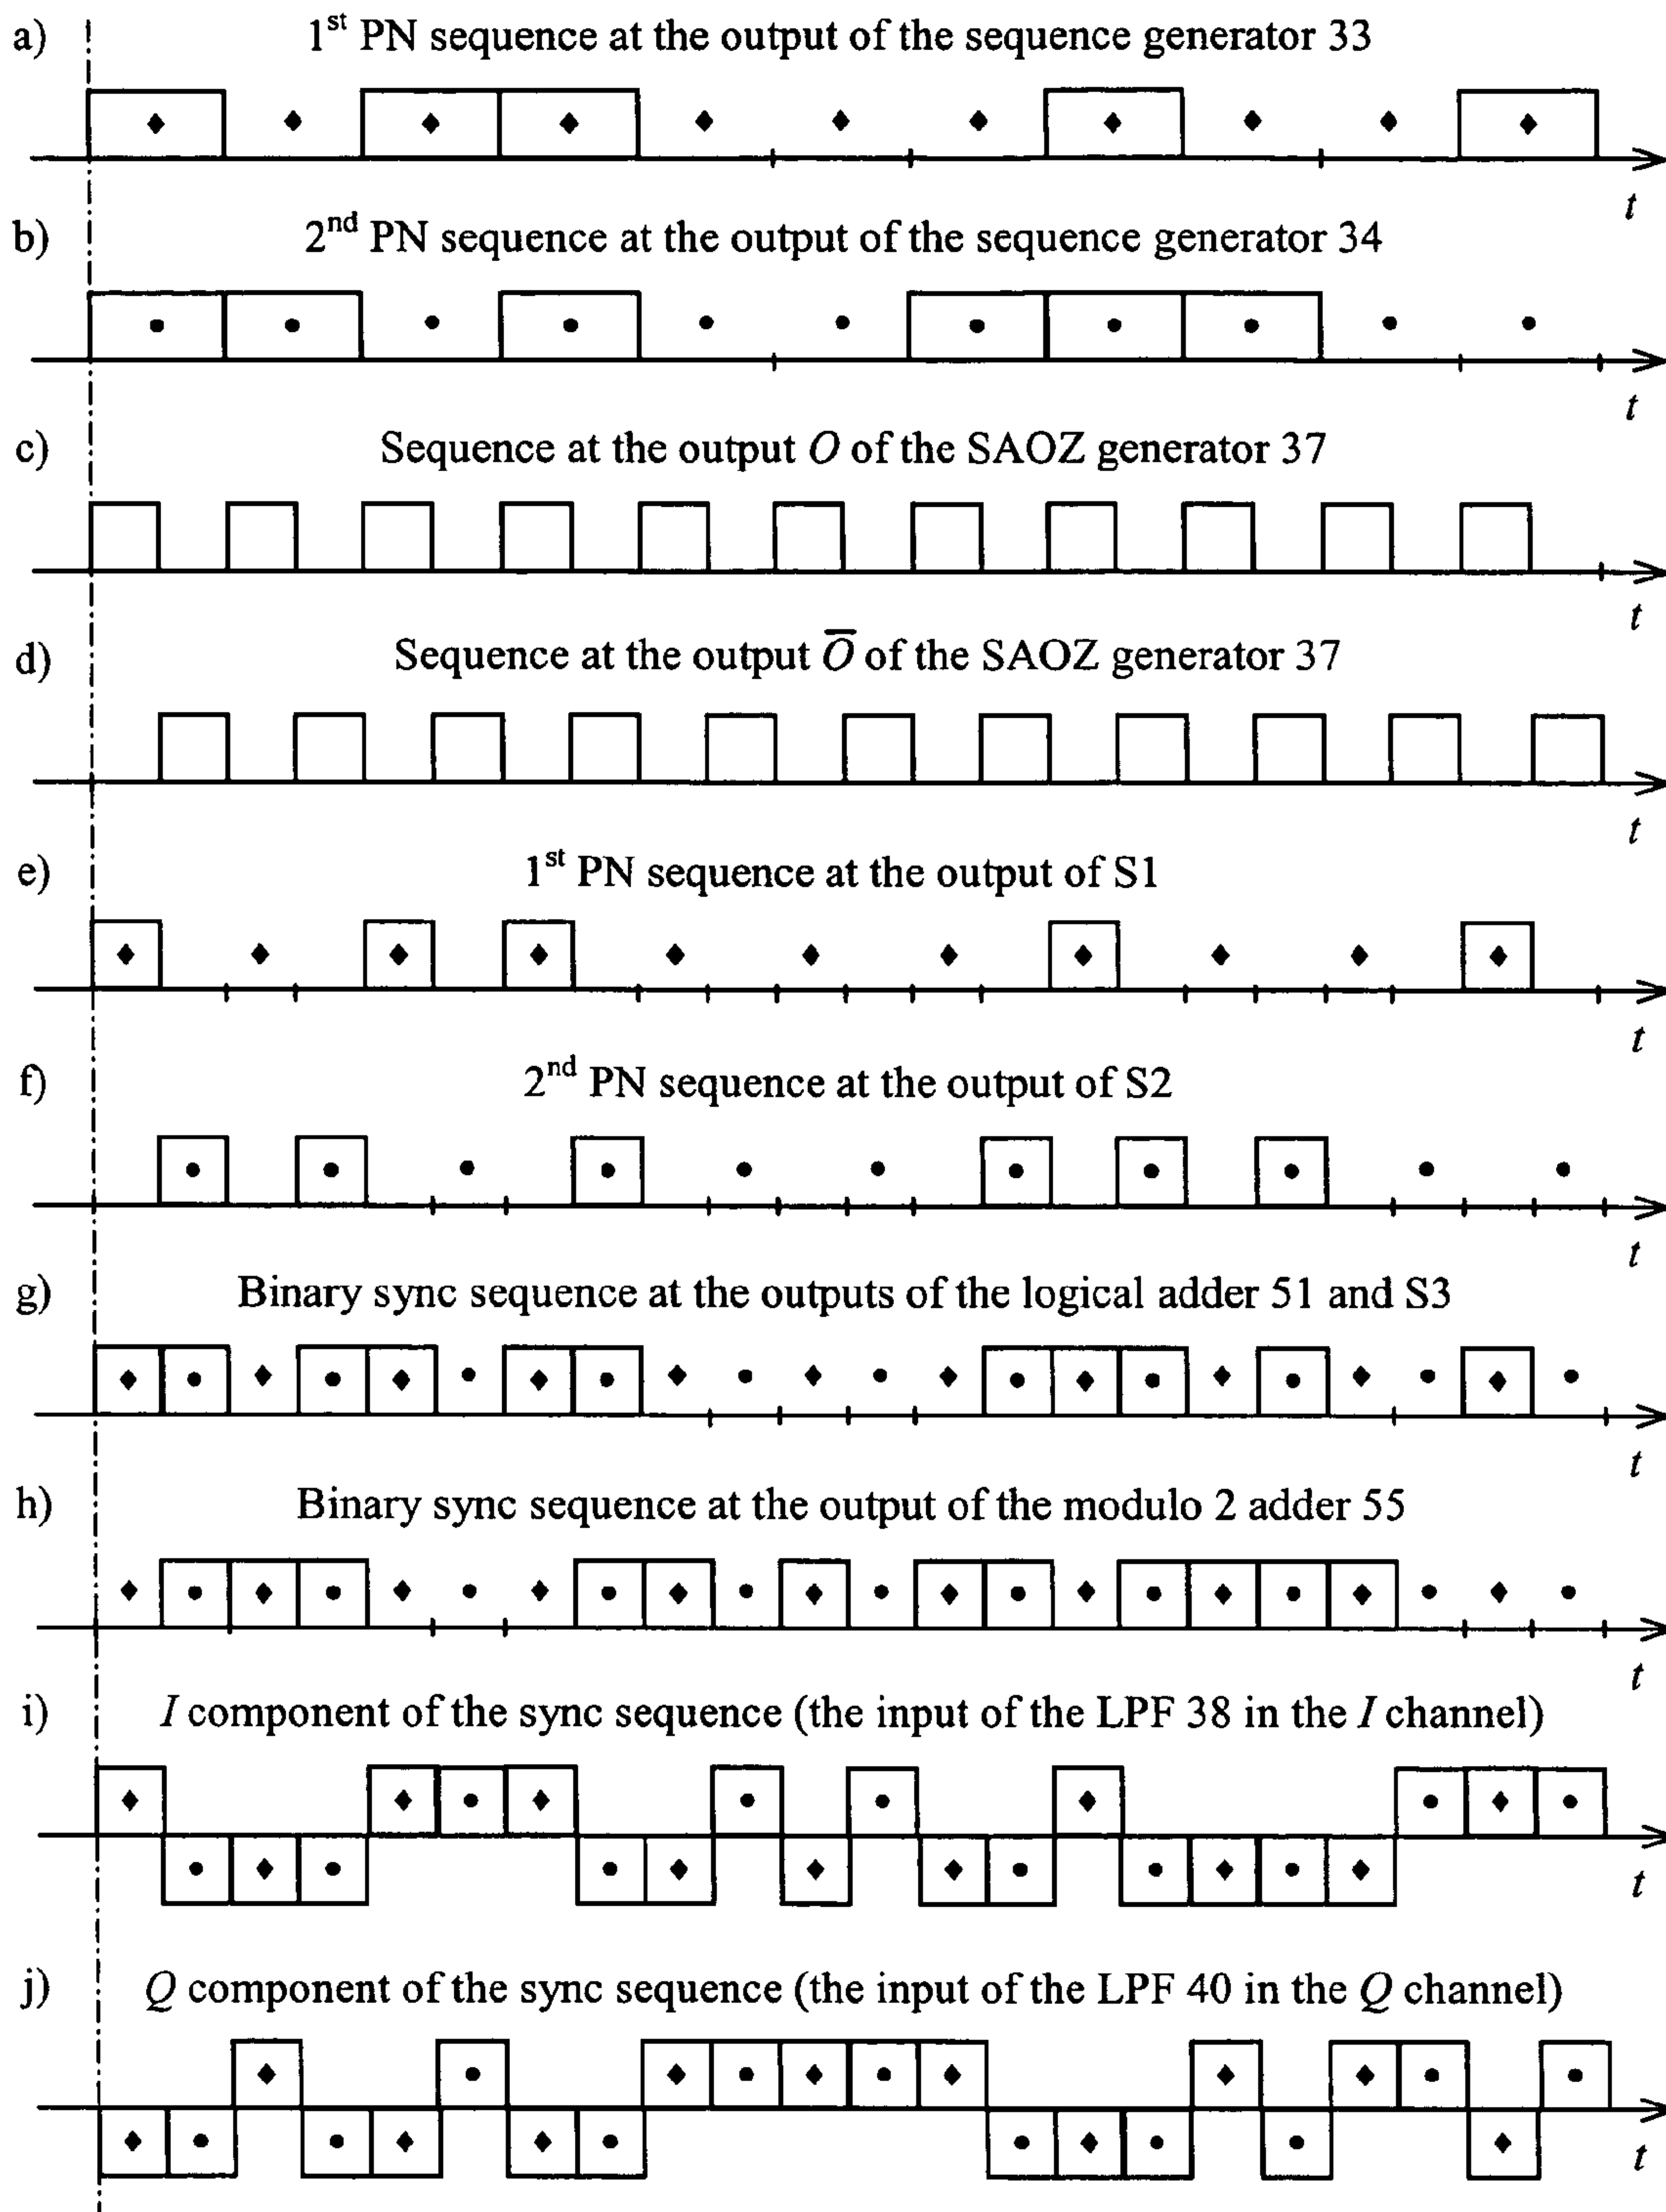 a) 1st PN sequence at the output of the sequence generator 33
t
b) 2nd PN sequence at the output of the sequence generator 34
t
c) Sequence at the output O of the SAOZ generator 37
t
d) Sequence at the output O̅ of the SAOZ generator 37
t
e) 1st PN sequence at the output of S1
t
f) 2nd PN sequence at the output of S2
t
g) Binary sync sequence at the outputs of the logical adder 51 and S3
t
h) Binary sync sequence at the output of the modulo 2 adder 55
t
i) I component of the sync sequence (the input of the LPF 38 in the I channel)
t
j) Q component of the sync sequence (the input of the LPF 40 in the Q channel)
t